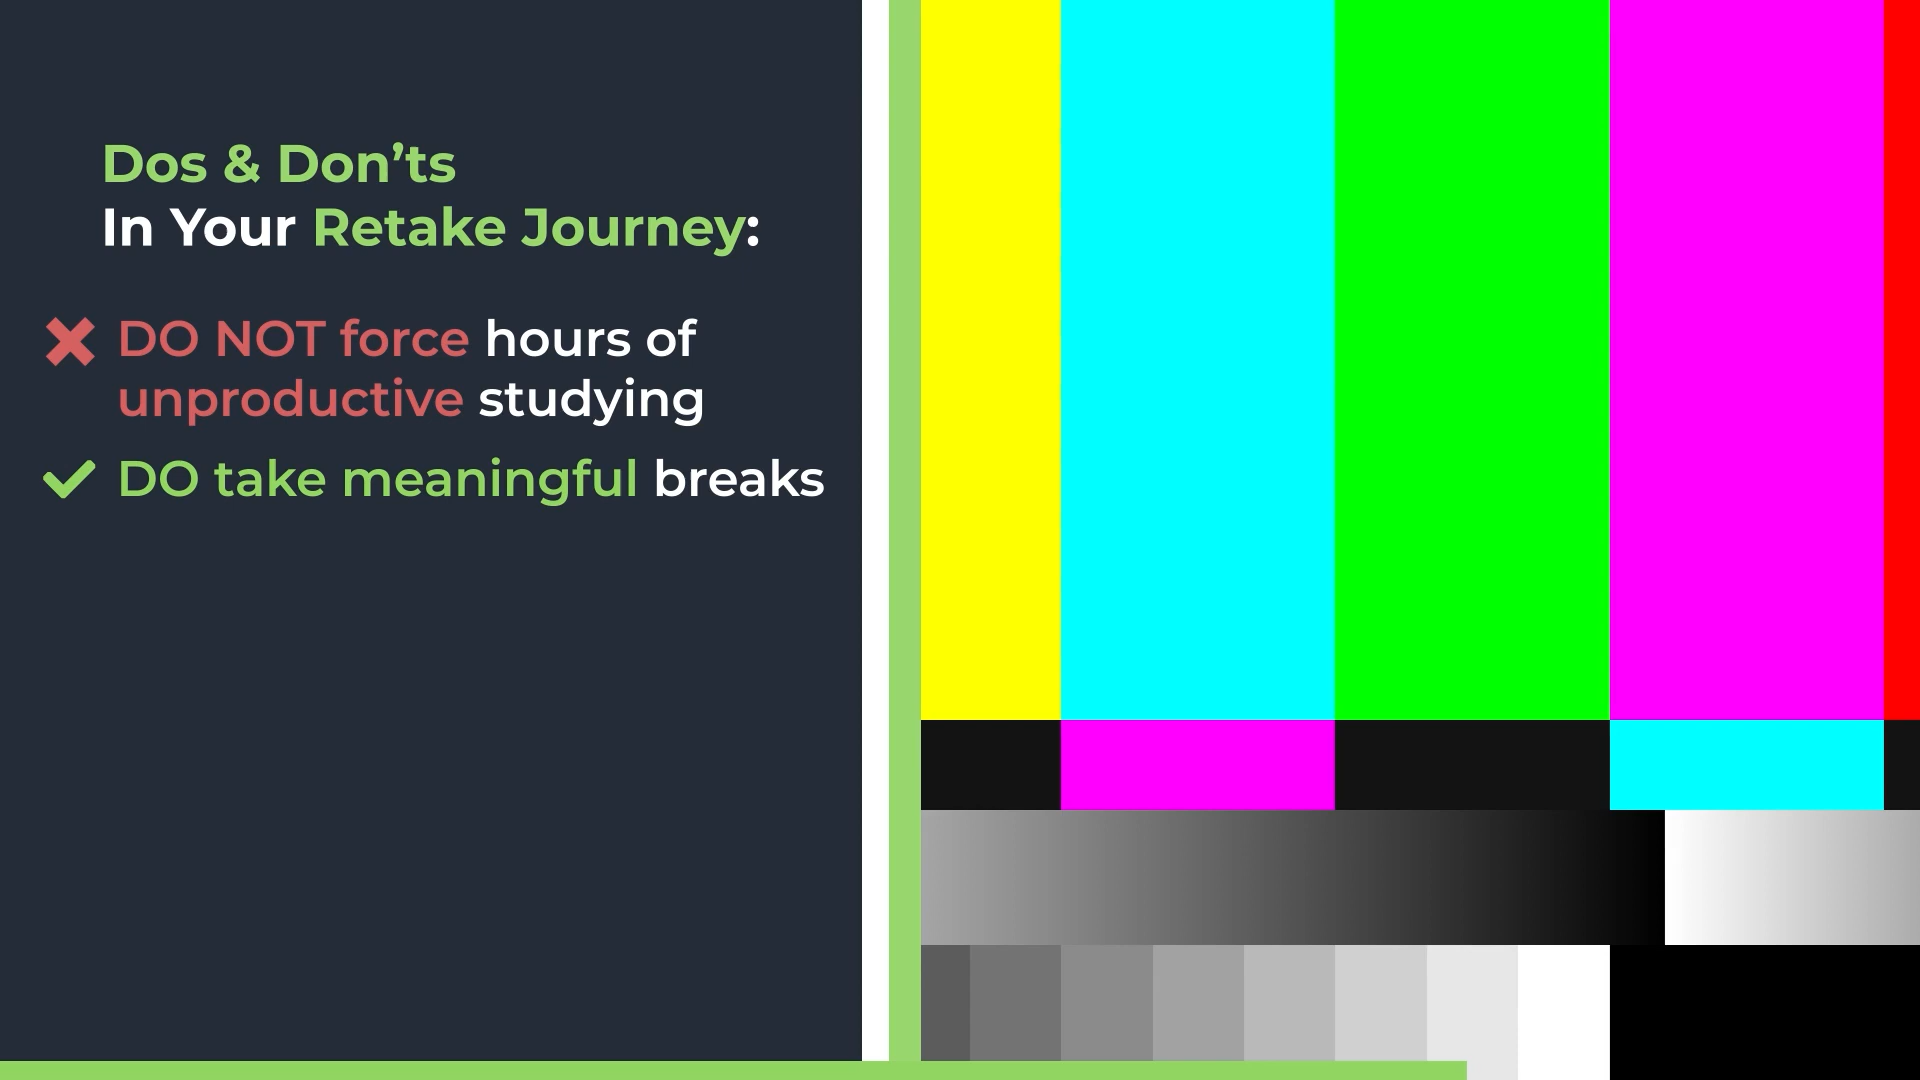 Dos & Don’ts
In Your Retake Journey:
DO NOT force hours of
unproductive studying
DO take meaningful breaks